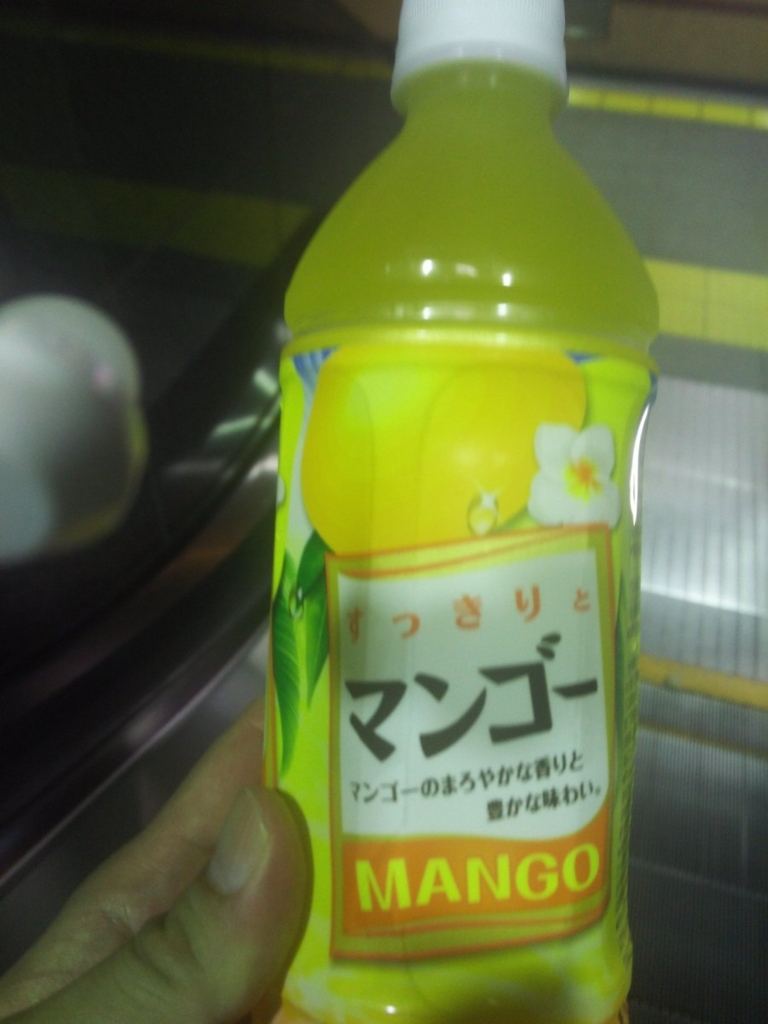 すっきりと
マンゴー
マンゴーのまろやかな香りと
豊かな味わい。
MANGO